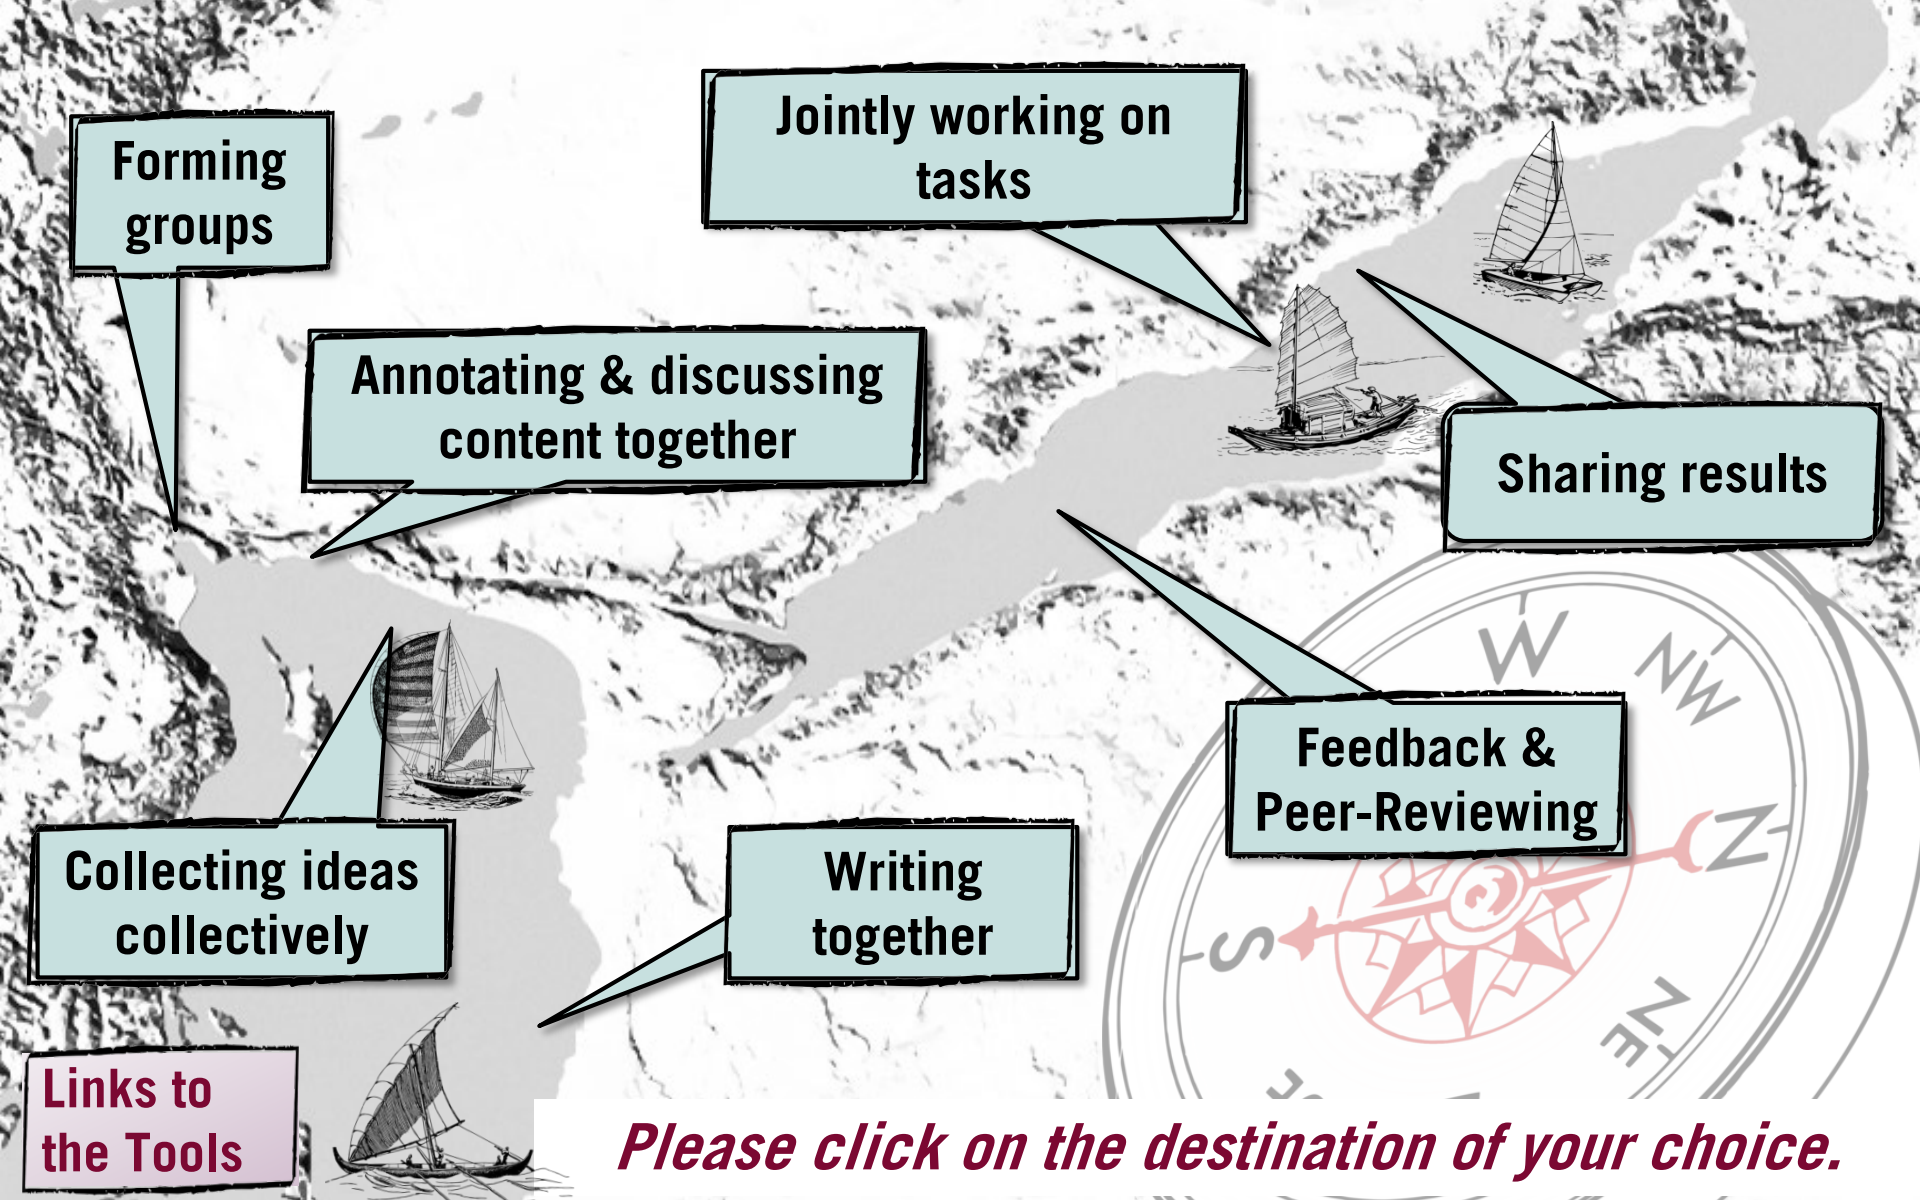 Forming
groups
Jointly working on
tasks
Annotating & discussing
content together
Sharing results
Feedback &
Peer-Reviewing
Collecting ideas
collectively
Writing
together
W
NW
N
S
NE
Links to
the Tools
Please click on the destination of your choice.